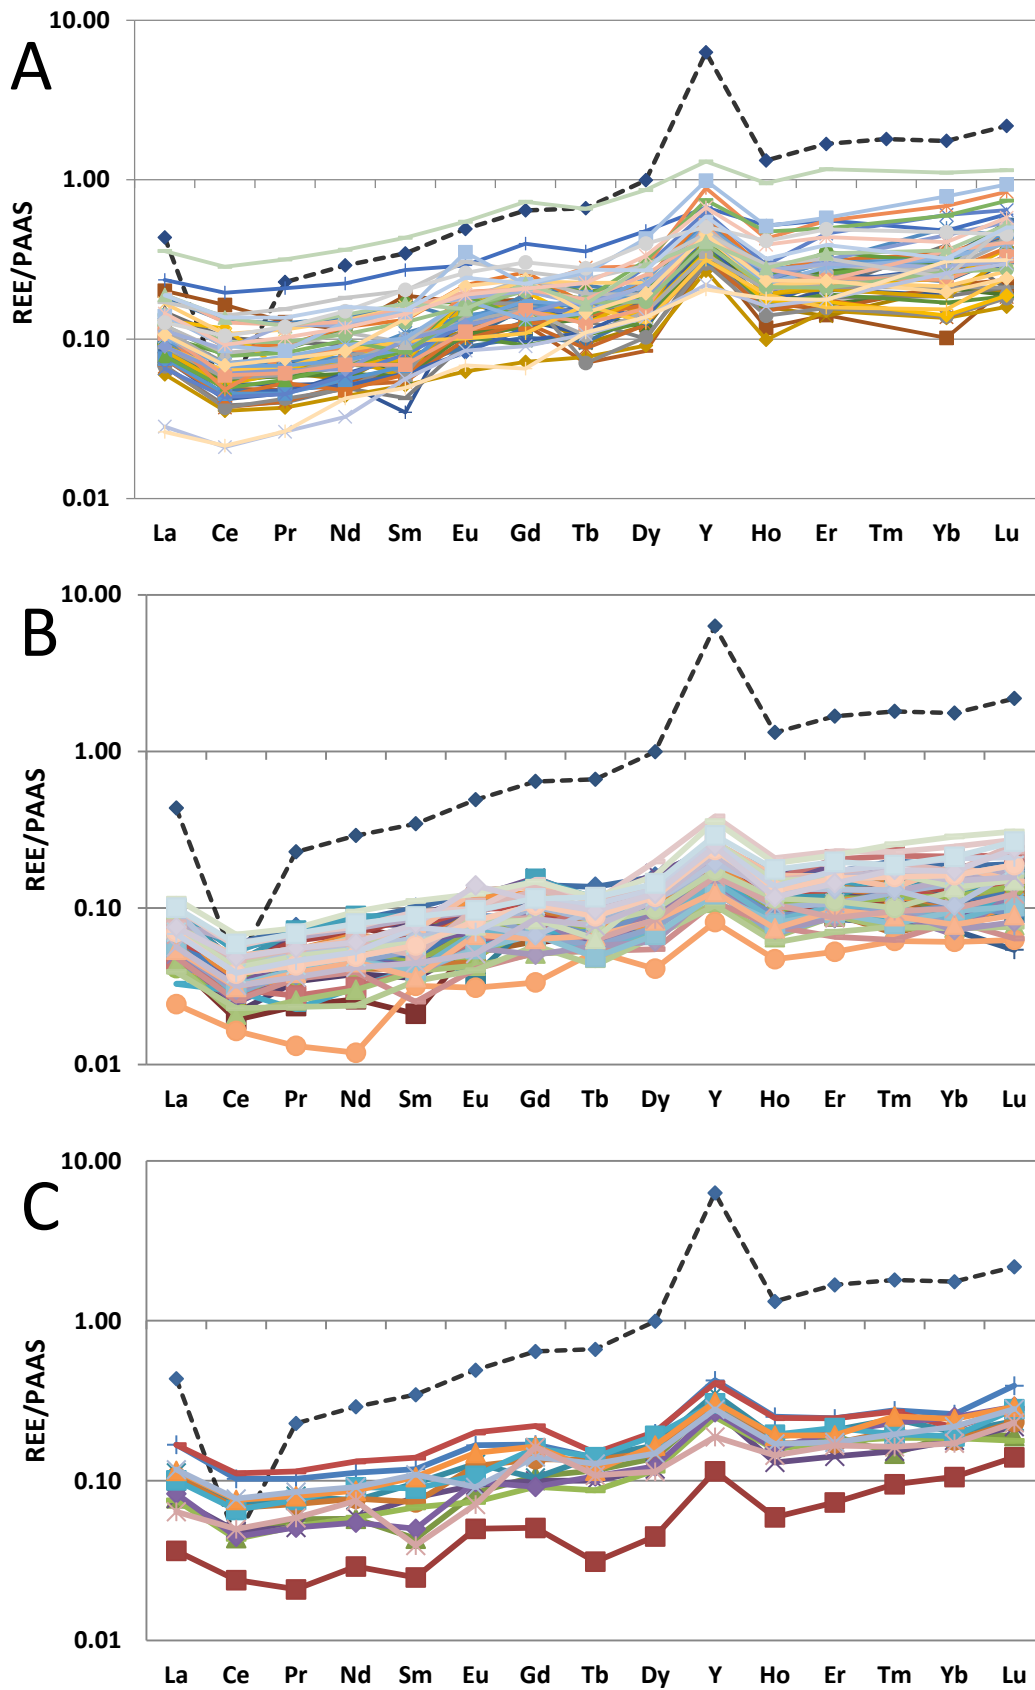 A
10.00
1.00
0.10
0.01
REE/PAAS
La Ce Pr Nd Sm Eu Gd Tb Dy Y Ho Er Tm Yb Lu
B
10.00
1.00
0.10
0.01
REE/PAAS
La Ce Pr Nd Sm Eu Gd Tb Dy Y Ho Er Tm Yb Lu
C
10.00
1.00
0.10
0.01
REE/PAAS
La Ce Pr Nd Sm Eu Gd Tb Dy Y Ho Er Tm Yb Lu